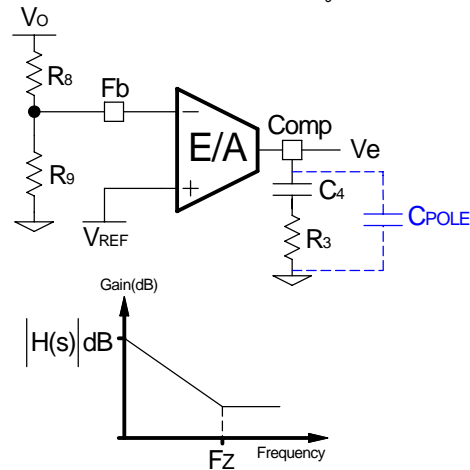 VO
R8
Fb
−
E/A
Comp
Ve
R9
+
VREF
C4
R3
CPOLE
Gain(dB)
|H(s)|dB
FZ
Frequency